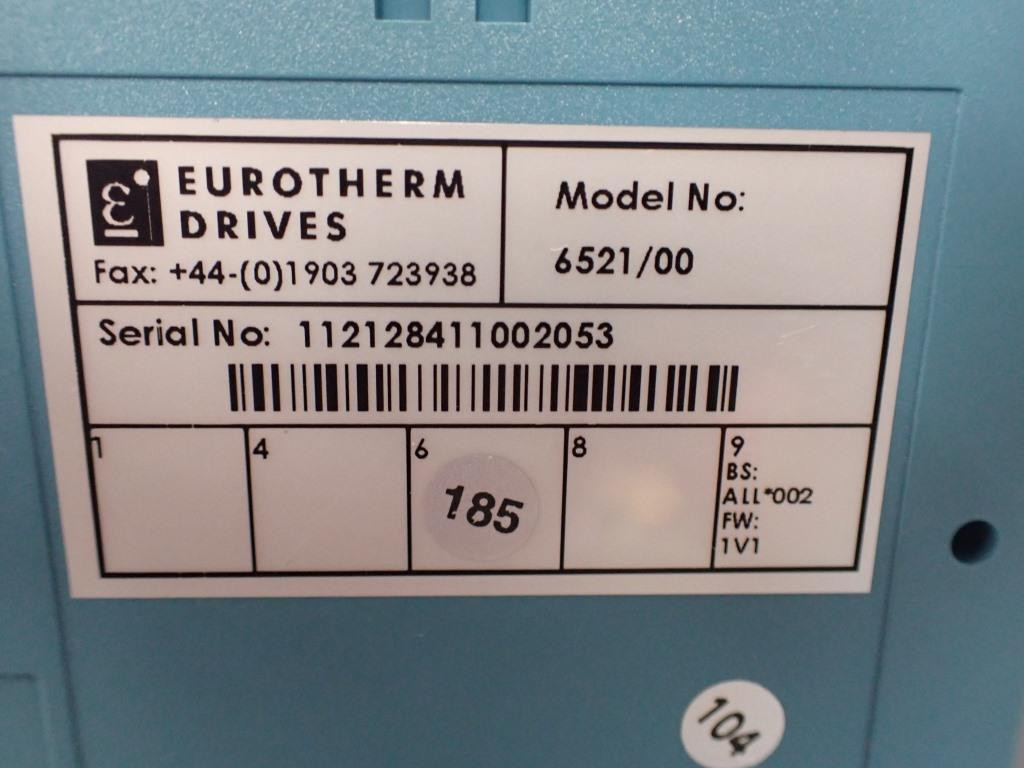 EUROTHERM
DRIVES
Fax: +44-(0)1903 723938
Model No:
6521/00
Serial No: 112128411002053
1
4
6
185
8
9
BS:
ALL*002
FW:
1V1
104